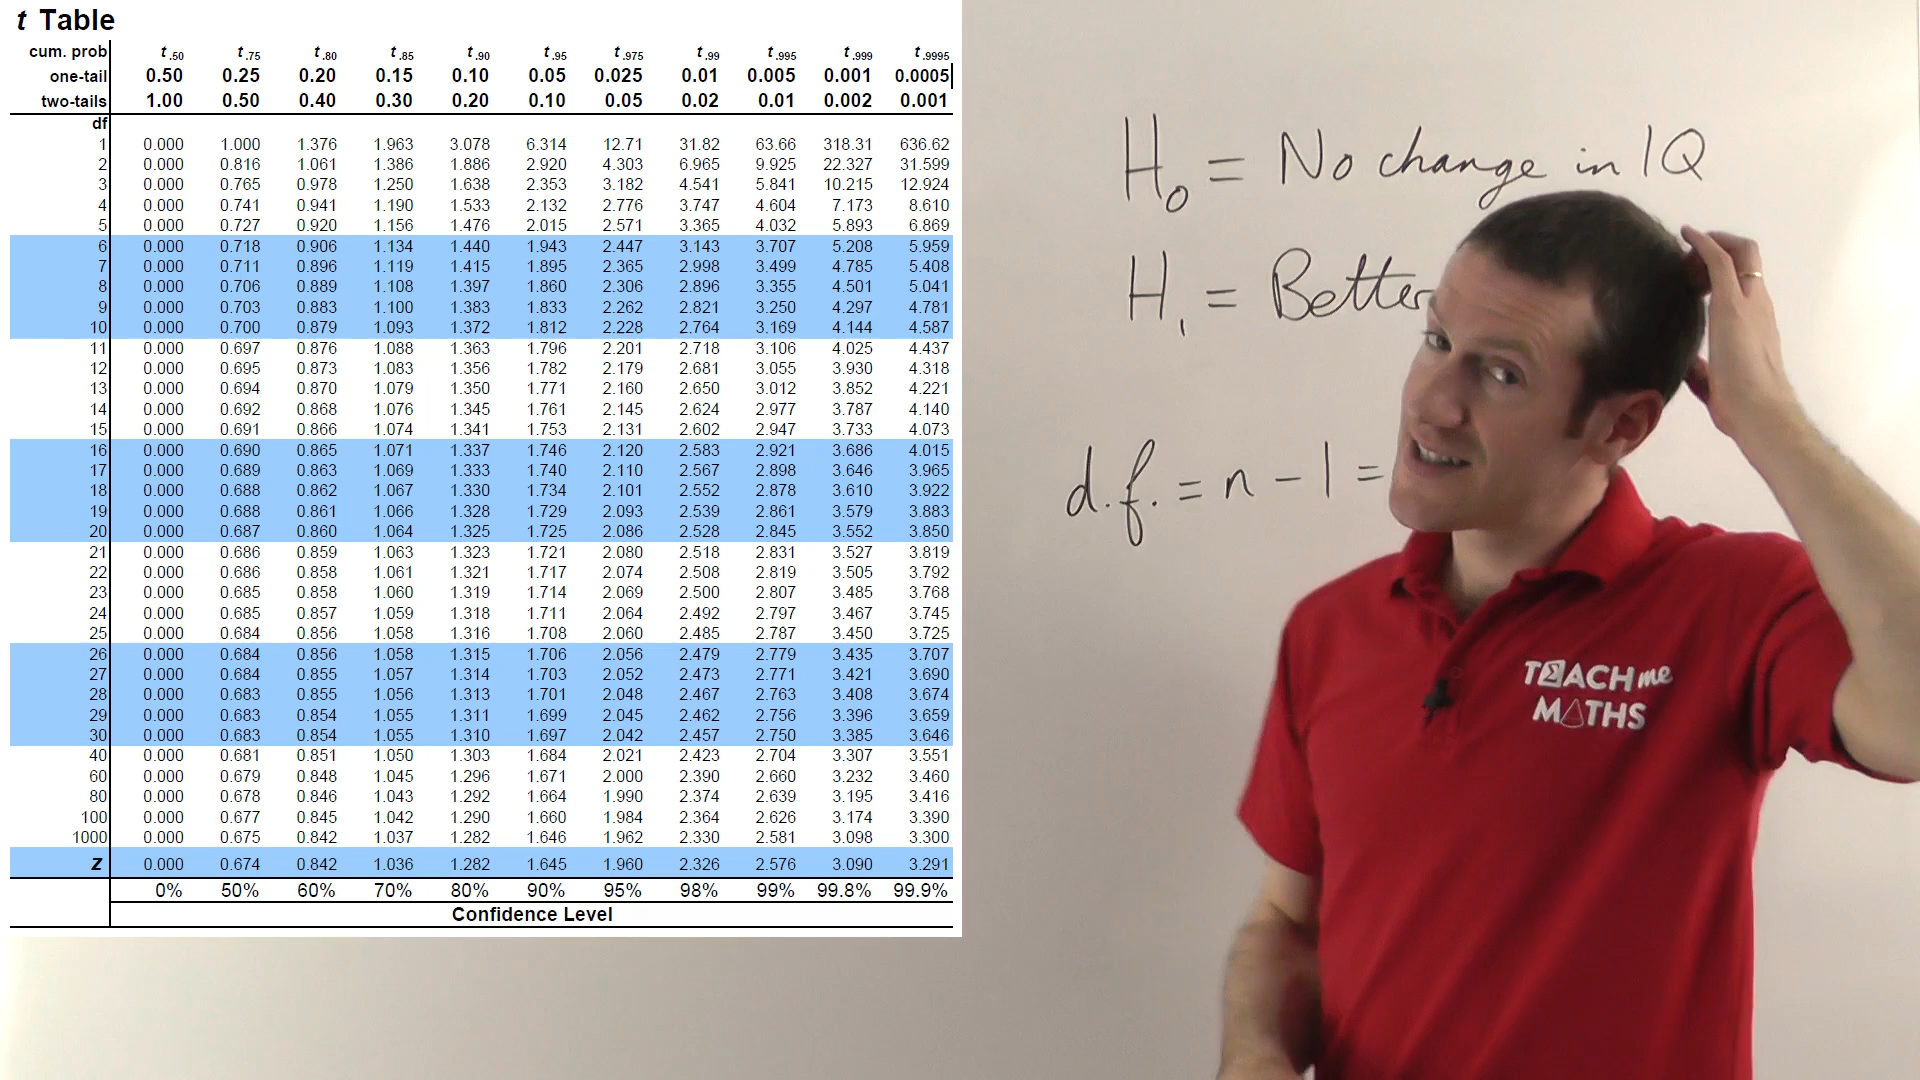 t Table
cum. prob t.50 t.75 t.80 t.85 t.90 t.95 t.975 t.99 t.995 t.999 t.9995
one-tail 0.50 0.25 0.20 0.15 0.10 0.05 0.025 0.01 0.005 0.001 0.0005
two-tails 1.00 0.50 0.40 0.30 0.20 0.10 0.05 0.02 0.01 0.002 0.001
df
1 0.000 1.000 1.376 1.963 3.078 6.314 12.71 31.82 63.66 318.31 636.62
2 0.000 0.816 1.061 1.386 1.886 2.920 4.303 6.965 9.925 22.327 31.599
3 0.000 0.765 0.978 1.250 1.638 2.353 3.182 4.541 5.841 10.215 12.924
4 0.000 0.741 0.941 1.190 1.533 2.132 2.776 3.747 4.604 7.173 8.610
5 0.000 0.727 0.920 1.156 1.476 2.015 2.571 3.365 4.032 5.893 6.869
6 0.000 0.718 0.906 1.134 1.440 1.943 2.447 3.143 3.707 5.208 5.959
7 0.000 0.711 0.896 1.119 1.415 1.895 2.365 2.998 3.499 4.785 5.408
8 0.000 0.706 0.889 1.108 1.397 1.860 2.306 2.896 3.355 4.501 5.041
9 0.000 0.703 0.883 1.100 1.383 1.833 2.262 2.821 3.250 4.297 4.781
10 0.000 0.700 0.879 1.093 1.372 1.812 2.228 2.764 3.169 4.144 4.587
11 0.000 0.697 0.876 1.088 1.363 1.796 2.201 2.718 3.106 4.025 4.437
12 0.000 0.695 0.873 1.083 1.356 1.782 2.179 2.681 3.055 3.930 4.318
13 0.000 0.694 0.870 1.079 1.350 1.771 2.160 2.650 3.012 3.852 4.221
14 0.000 0.692 0.868 1.076 1.345 1.761 2.145 2.624 2.977 3.787 4.140
15 0.000 0.691 0.866 1.074 1.341 1.753 2.131 2.602 2.947 3.733 4.073
16 0.000 0.690 0.865 1.071 1.337 1.746 2.120 2.583 2.921 3.686 4.015
17 0.000 0.689 0.863 1.069 1.333 1.740 2.110 2.567 2.898 3.646 3.965
18 0.000 0.688 0.862 1.067 1.330 1.734 2.101 2.552 2.878 3.610 3.922
19 0.000 0.688 0.861 1.066 1.328 1.729 2.093 2.539 2.861 3.579 3.883
20 0.000 0.687 0.860 1.064 1.325 1.725 2.086 2.528 2.845 3.552 3.850
21 0.000 0.686 0.859 1.063 1.323 1.721 2.080 2.518 2.831 3.527 3.819
22 0.000 0.686 0.858 1.061 1.321 1.717 2.074 2.508 2.819 3.505 3.792
23 0.000 0.685 0.858 1.060 1.319 1.714 2.069 2.500 2.807 3.485 3.768
24 0.000 0.685 0.857 1.059 1.318 1.711 2.064 2.492 2.797 3.467 3.745
25 0.000 0.684 0.856 1.058 1.316 1.708 2.060 2.485 2.787 3.450 3.725
26 0.000 0.684 0.856 1.058 1.315 1.706 2.056 2.479 2.779 3.435 3.707
27 0.000 0.684 0.855 1.057 1.314 1.703 2.052 2.473 2.771 3.421 3.690
28 0.000 0.683 0.855 1.056 1.313 1.701 2.048 2.467 2.763 3.408 3.674
29 0.000 0.683 0.854 1.055 1.311 1.699 2.045 2.462 2.756 3.396 3.659
30 0.000 0.683 0.854 1.055 1.310 1.697 2.042 2.457 2.750 3.385 3.646
40 0.000 0.681 0.851 1.050 1.303 1.684 2.021 2.423 2.704 3.307 3.551
60 0.000 0.679 0.848 1.045 1.296 1.671 2.000 2.390 2.660 3.232 3.460
80 0.000 0.678 0.846 1.043 1.292 1.664 1.990 2.374 2.639 3.195 3.416
100 0.000 0.677 0.845 1.042 1.290 1.660 1.984 2.364 2.626 3.174 3.390
1000 0.000 0.675 0.842 1.037 1.282 1.646 1.962 2.330 2.581 3.098 3.300
z 0.000 0.674 0.842 1.036 1.282 1.645 1.960 2.326 2.576 3.090 3.291
0% 50% 60% 70% 80% 90% 95% 98% 99% 99.8% 99.9%
Confidence Level
H₀ = No change in IQ
H₁ = Better
d.f. = n - 1 =
TEACH me
MATHS